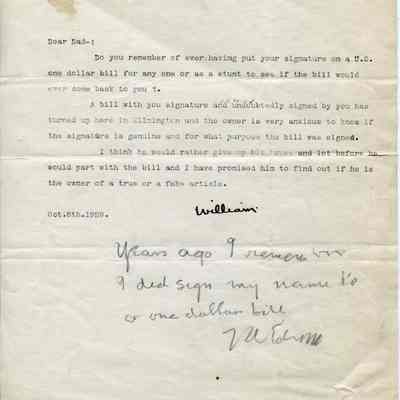 Dear Dad-:
Do you remember of ever having put your signature on a U.S.
one dollar bill for any one or as a stunt to see if the bill would
ever come back to you ?.
A bill with you signature and undoubtedly signed by you has
turned up here in Wilmington and the owner is very anxious to know if
the signature is genuine and for what purpose the bill was signed.
I think he would rather give up his and let before he
would part with the bill and I have promised him to find out if he is
the owner of a true or a fake article.
Oct.8th.1929.
William
Years ago I remember
I did sign my name to
a one dollar bill